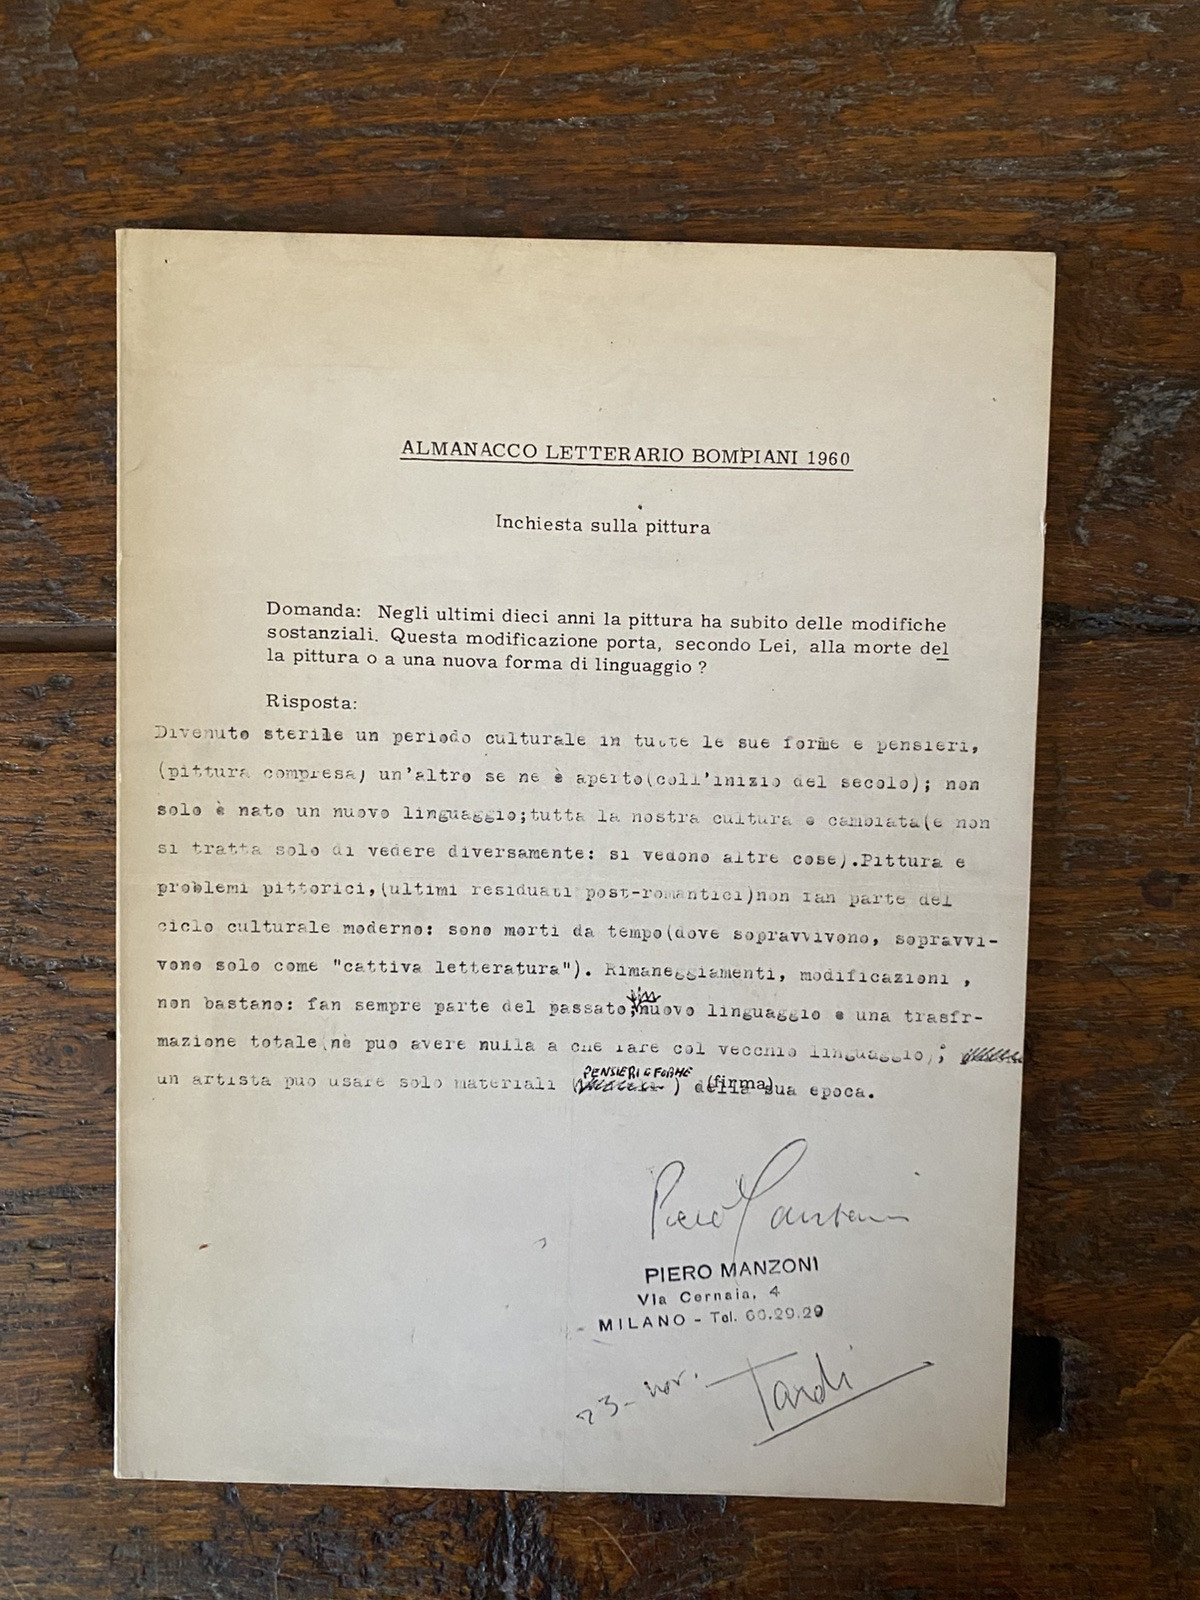 ALMANACCO LETTERARIO BOMPIANI 1960
Inchiesta sulla pittura
Domanda: Negli ultimi dieci anni la pittura ha subito delle modifiche
sostanziali. Questa modificazione porta, secondo Lei, alla morte del
la pittura o a una nuova forma di linguaggio ?
Risposta:
Divenuto sterile un periodo culturale in tutte le sue forme e pensieri,
(pittura compresa) un'altro se ne è aperto(coll'inizio del secolo); non
solo è nato un nuovo linguaggio;tutta la nostra cultura è cambiata(e non
si tratta solo di vedere diversamente: si vedono altre cose).Pittura e
problemi pittorici,(ultimi residuati post-romantici)non fan parte del
ciclo culturale moderno: sono morti da tempo(dove sopravvivono, sopravvi-
vono solo come "cattiva letteratura"). Rimaneggiamenti, modificazioni ,
non bastano: fan sempre parte del passato; nuovo linguaggio è una trasfr-
mazione totale(nè può avere nulla a che fare col vecchio linguaggio);
PENSIERI E FORME
un artista può usare solo materiali ( ) della sua epoca.
(firma)
Piero Manzoni
PIERO MANZONI
Via Cernaia, 4
MILANO - Tel. 66.29.29
23- nov. Tardi